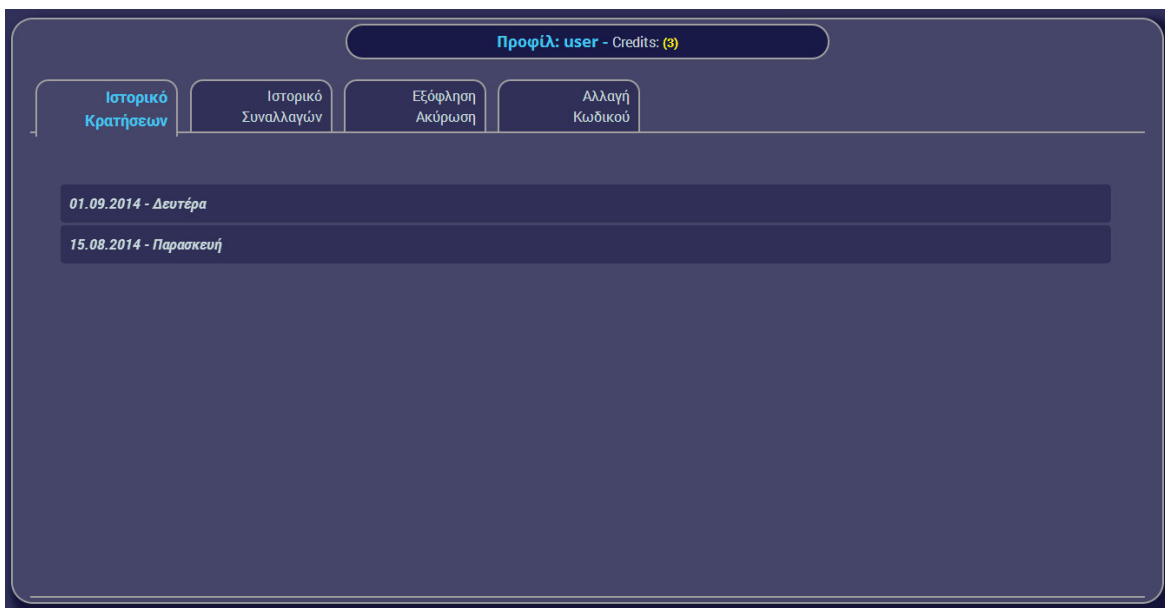 Προφίλ: user - Credits: (3)
Ιστορικό
Κρατήσεων
Ιστορικό
Συναλλαγών
Εξόφληση
Ακύρωση
Αλλαγή
Κωδικού
01.09.2014 - Δευτέρα
15.08.2014 - Παρασκευή